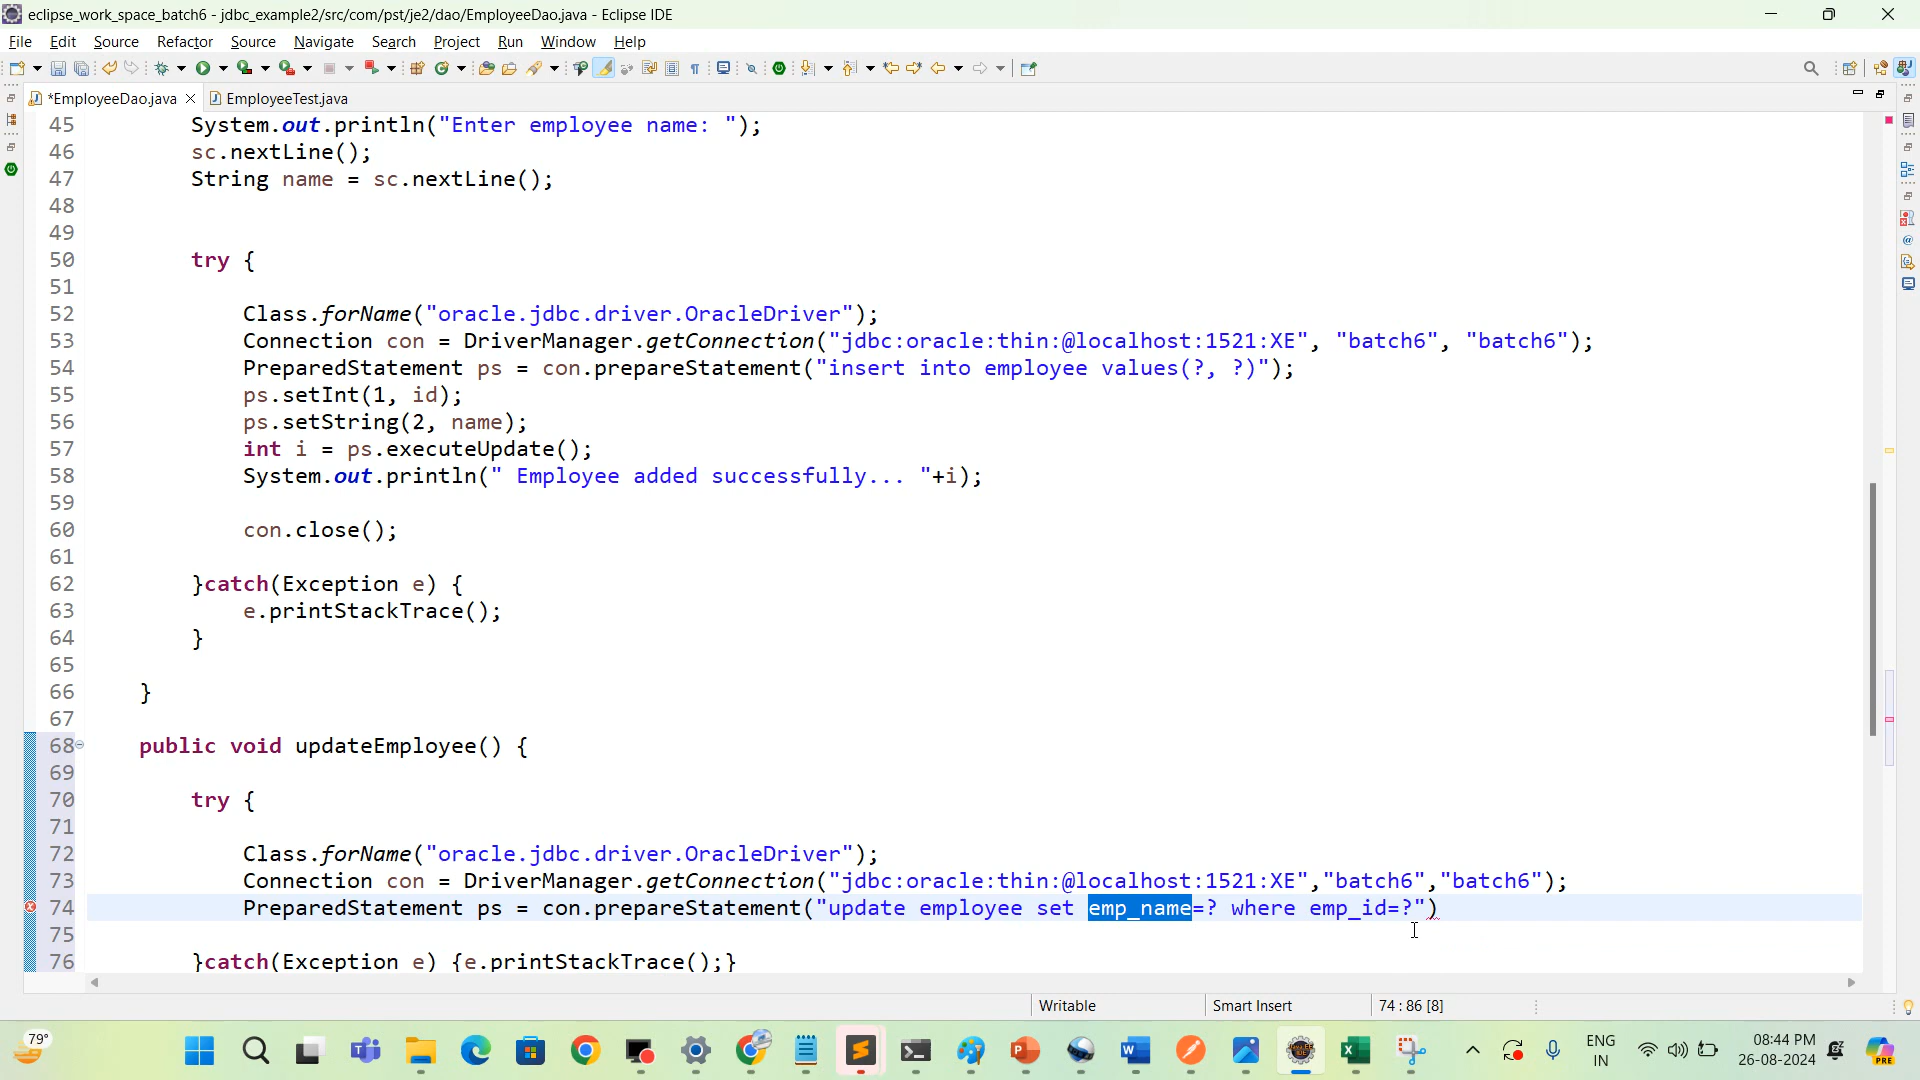 eclipse_work_space_batch6 - jdbc_example2/src/com/pst/je2/dao/EmployeeDao.java - Eclipse IDE
File Edit Source Refactor Source Navigate Search Project Run Window Help
*EmployeeDao.java EmployeeTest.java
45 System.out.println("Enter employee name: ");
46 sc.nextLine();
47 String name = sc.nextLine();
48
49
50 try {
51
52 Class.forName("oracle.jdbc.driver.OracleDriver");
53 Connection con = DriverManager.getConnection("jdbc:oracle:thin:@localhost:1521:XE", "batch6", "batch6");
54 PreparedStatement ps = con.prepareStatement("insert into employee values(?, ?)");
55 ps.setInt(1, id);
56 ps.setString(2, name);
57 int i = ps.executeUpdate();
58 System.out.println(" Employee added successfully... "+i);
59
60 con.close();
61
62 }catch(Exception e) {
63 e.printStackTrace();
64 }
65
66 }
67
68 public void updateEmployee() {
69
70 try {
71
72 Class.forName("oracle.jdbc.driver.OracleDriver");
73 Connection con = DriverManager.getConnection("jdbc:oracle:thin:@localhost:1521:XE","batch6","batch6");
74 PreparedStatement ps = con.prepareStatement("update employee set emp_name=? where emp_id=?")
75
76 }catch(Exception e) {e.printStackTrace();}
Writable Smart Insert 74 : 86 [8]
79°
ENG
IN
08:44 PM
26-08-2024
PRE